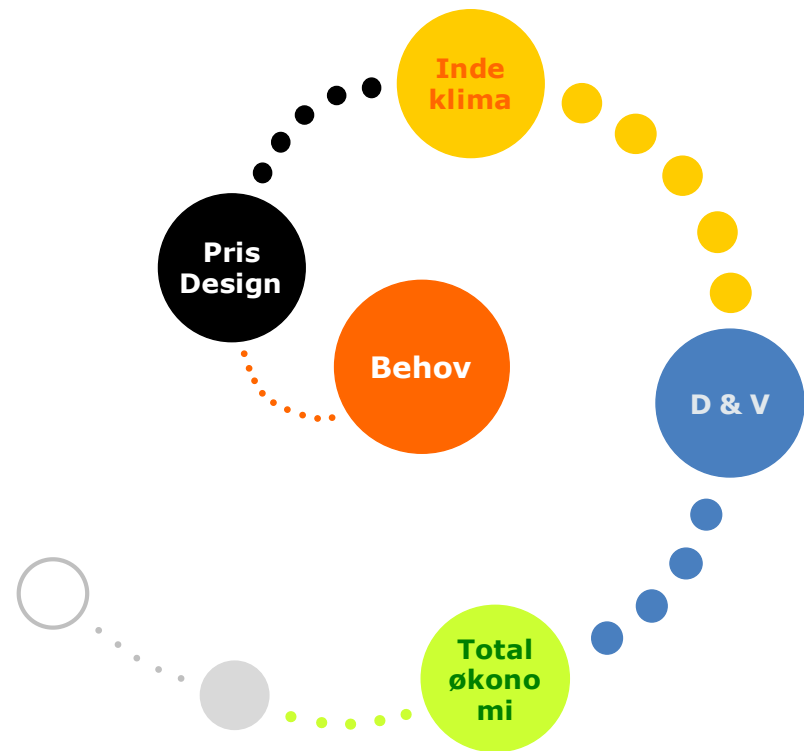 Inde
klima
Pris
Design
Behov
D & V
Total
økono
mi